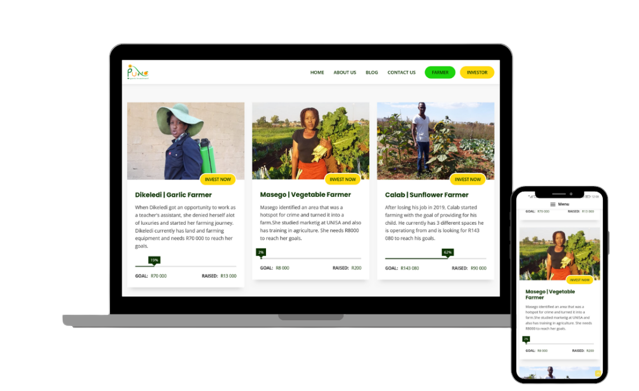 HOME ABOUT US BLOG CONTACT US FARMER INVESTOR
INVEST NOW
Dikeledi | Garlic Farmer
When Dikeledi got an opportunity to work as
a teacher's assistant, she denied herself alot
of luxuries and started her farming journey.
Dikeledi currently has land and farming
equipment and needs R70 000 to reach her
goals.
19%
GOAL: R70 000 RAISED: R13 000
INVEST NOW
Masego | Vegetable Farmer
Masego identified an area that was a
hotspot for crime and turned it into a
farm.She studied marketing at UNISA and also
has training in agriculture. She needs R8000
to reach her goals.
GOAL: R8 000 RAISED: R200
INVEST NOW
Calab | Sunflower Farmer
After losing his job in 2019, Calab started
farming with the goal of providing for his
child. He currently has 3 different spaces he
is operating from and is looking for R143
080 to reach his goals.
GOAL: R143 080 RAISED: R90 000
Menu
INVEST NOW
Masego | Vegetable
Farmer
Masego identified an area that was a
hotspot for crime and turned it into a
farm.She studied marketing at UNISA and
also has training in agriculture. She needs
R8000 to reach her goals.
GOAL: R8 000 RAISED: R200